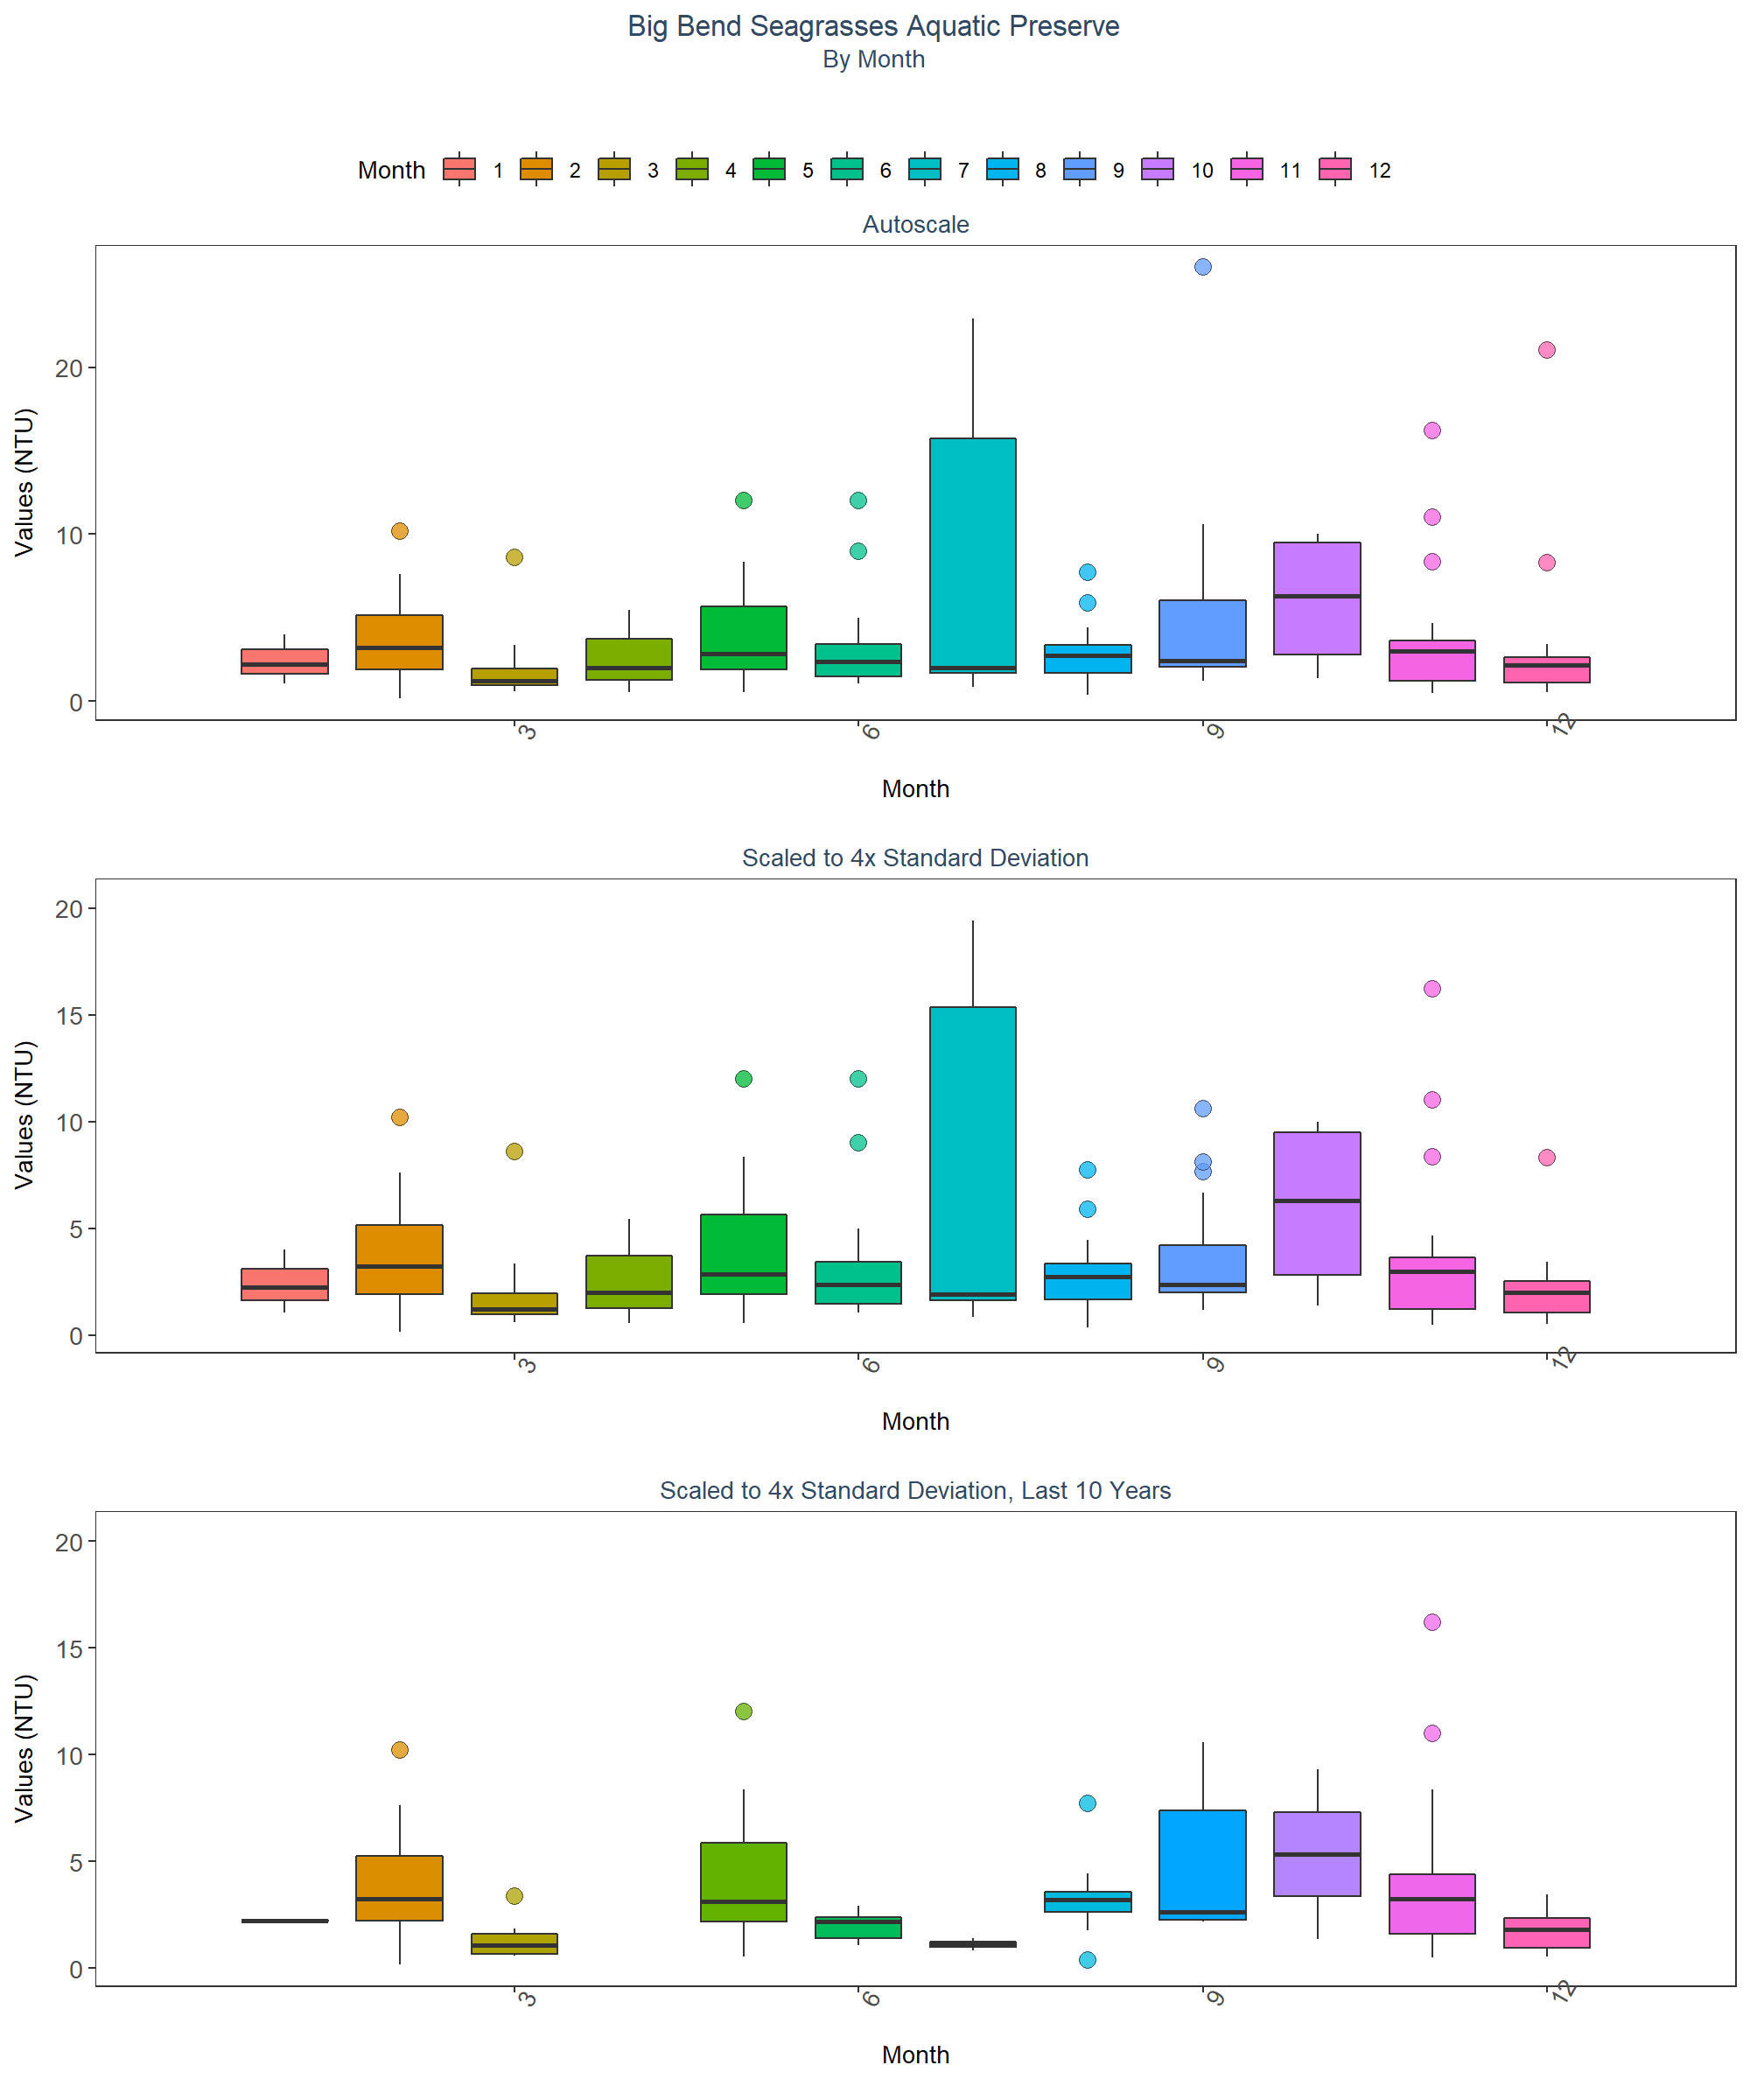 Big Bend Seagrasses Aquatic Preserve
By Month
Month 1 2 3 4 5 6 7 8 9 10 11 12
Autoscale
Values (NTU)
20
10
0
3 6 9 12
Month
Scaled to 4x Standard Deviation
Values (NTU)
20
15
10
5
0
3 6 9 12
Month
Scaled to 4x Standard Deviation, Last 10 Years
Values (NTU)
20
15
10
5
0
3 6 9 12
Month